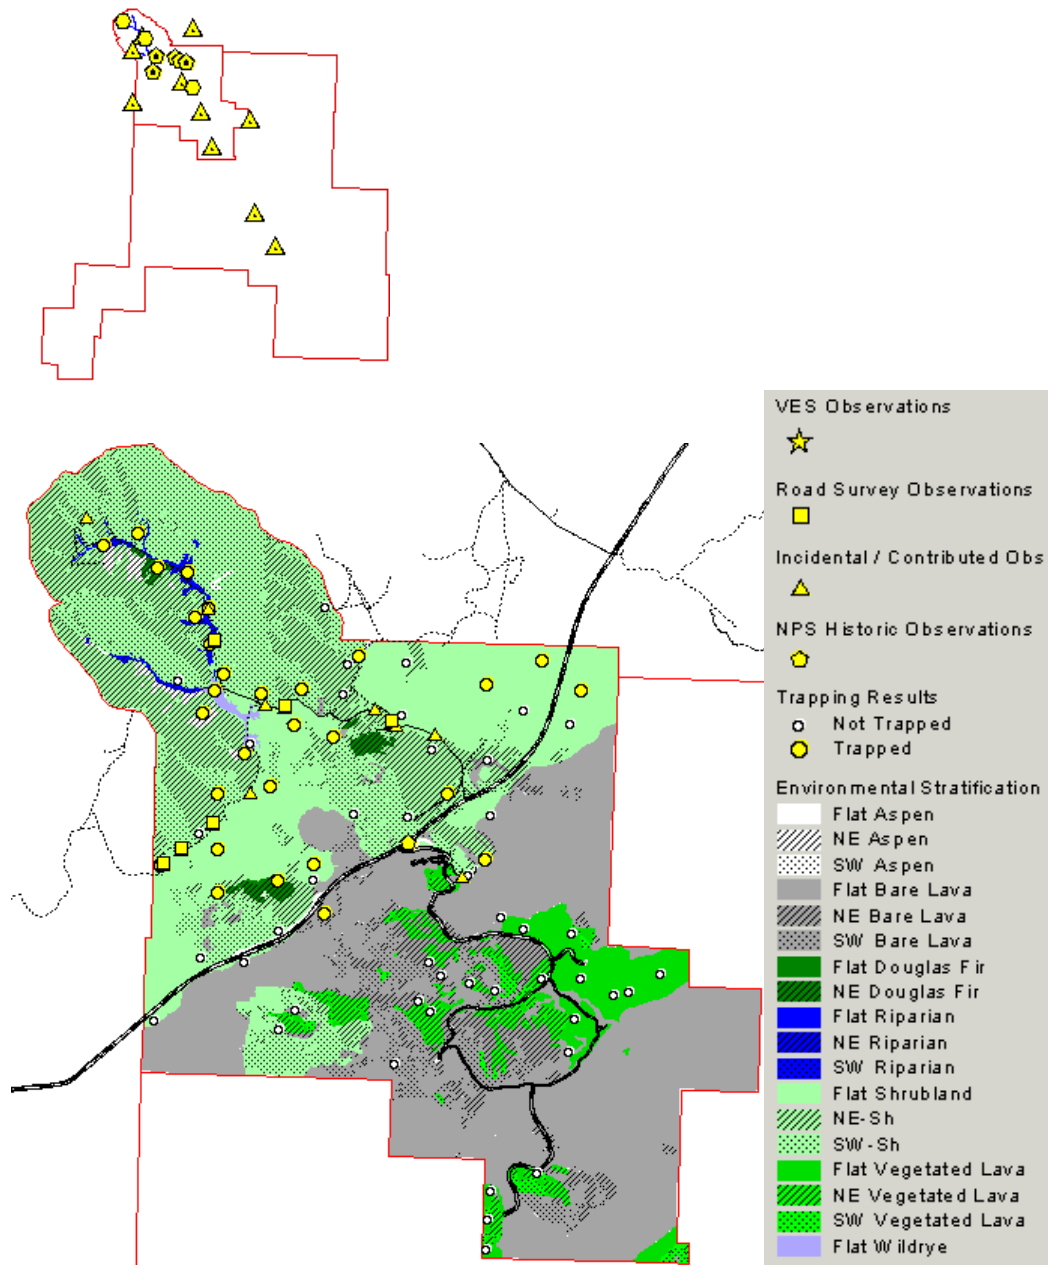 VES Observations
Road Survey Observations
Incidental / Contributed Obs
NPS Historic Observations
Trapping Results
Not Trapped
Trapped
Environmental Stratification
Flat Aspen
NE Aspen
SW Aspen
Flat Bare Lava
NE Bare Lava
SW Bare Lava
Flat Douglas Fir
NE Douglas Fir
Flat Riparian
NE Riparian
SW Riparian
Flat Shrubland
NE-Sh
SW-Sh
Flat Vegetated Lava
NE Vegetated Lava
SW Vegetated Lava
Flat Wildrye